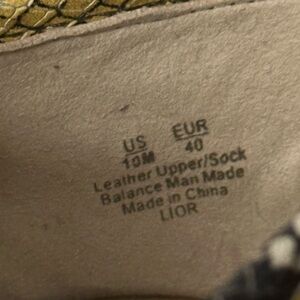 US EUR
10M 40
Leather Upper/Sock
Balance Man Made
Made in China
LIOR